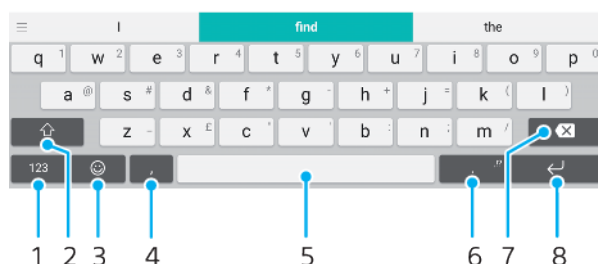 I find the
q 1 w 2 e 3 r 4 t 5 y 6 u 7 i 8 o 9 p 0
a @ s # d & f * g - h + j = k ( l )
z _ x £ c " v ' b : n ; m /
123 , . ,"
1 2 3 4 5 6 7 8